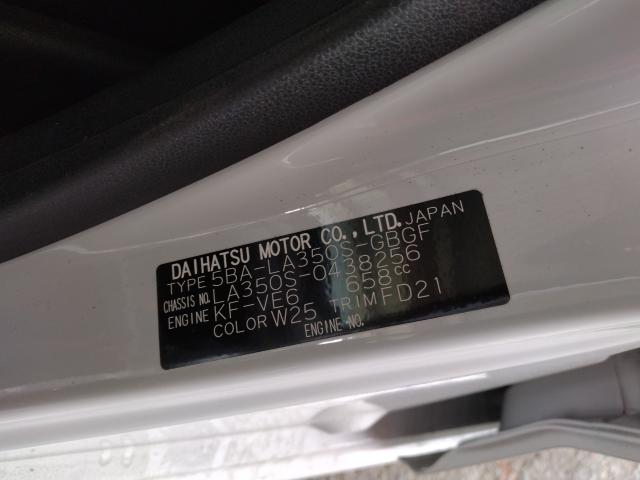 DAIHATSU MOTOR CO., LTD. JAPAN
TYPE 5BA-LA350S-GBGF
CHASSIS NO. LA350S-0438256
ENGINE KF-VE6 658cc
COLOR W25 TRIM FD21
ENGINE NO.